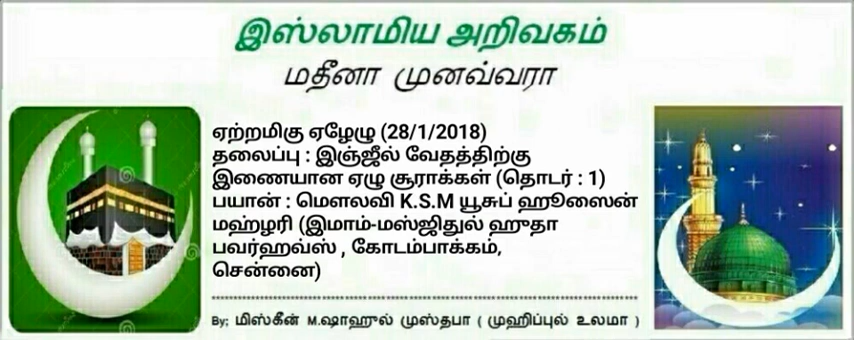 இஸ்லாமிய அறிவகம்
மதீனா முனவ்வரா
ஏற்றமிகு ஏழேழு (28/1/2018)
தலைப்பு : இஞ்ஜீல் வேதத்திற்கு
இணையான ஏழு சூராக்கள் (தொடர் : 1)
பயான் : மௌலவி K.S.M யூசுப் ஹூஸைன்
மஹ்ழரி (இமாம்-மஸ்ஜிதுல் ஹுதா
பவர்ஹவ்ஸ் , கோடம்பாக்கம்,
சென்னை)
By; மிஸ்கீன் M.ஷாஹுல் முஸ்தபா ( முஹிப்புல் உலமா )